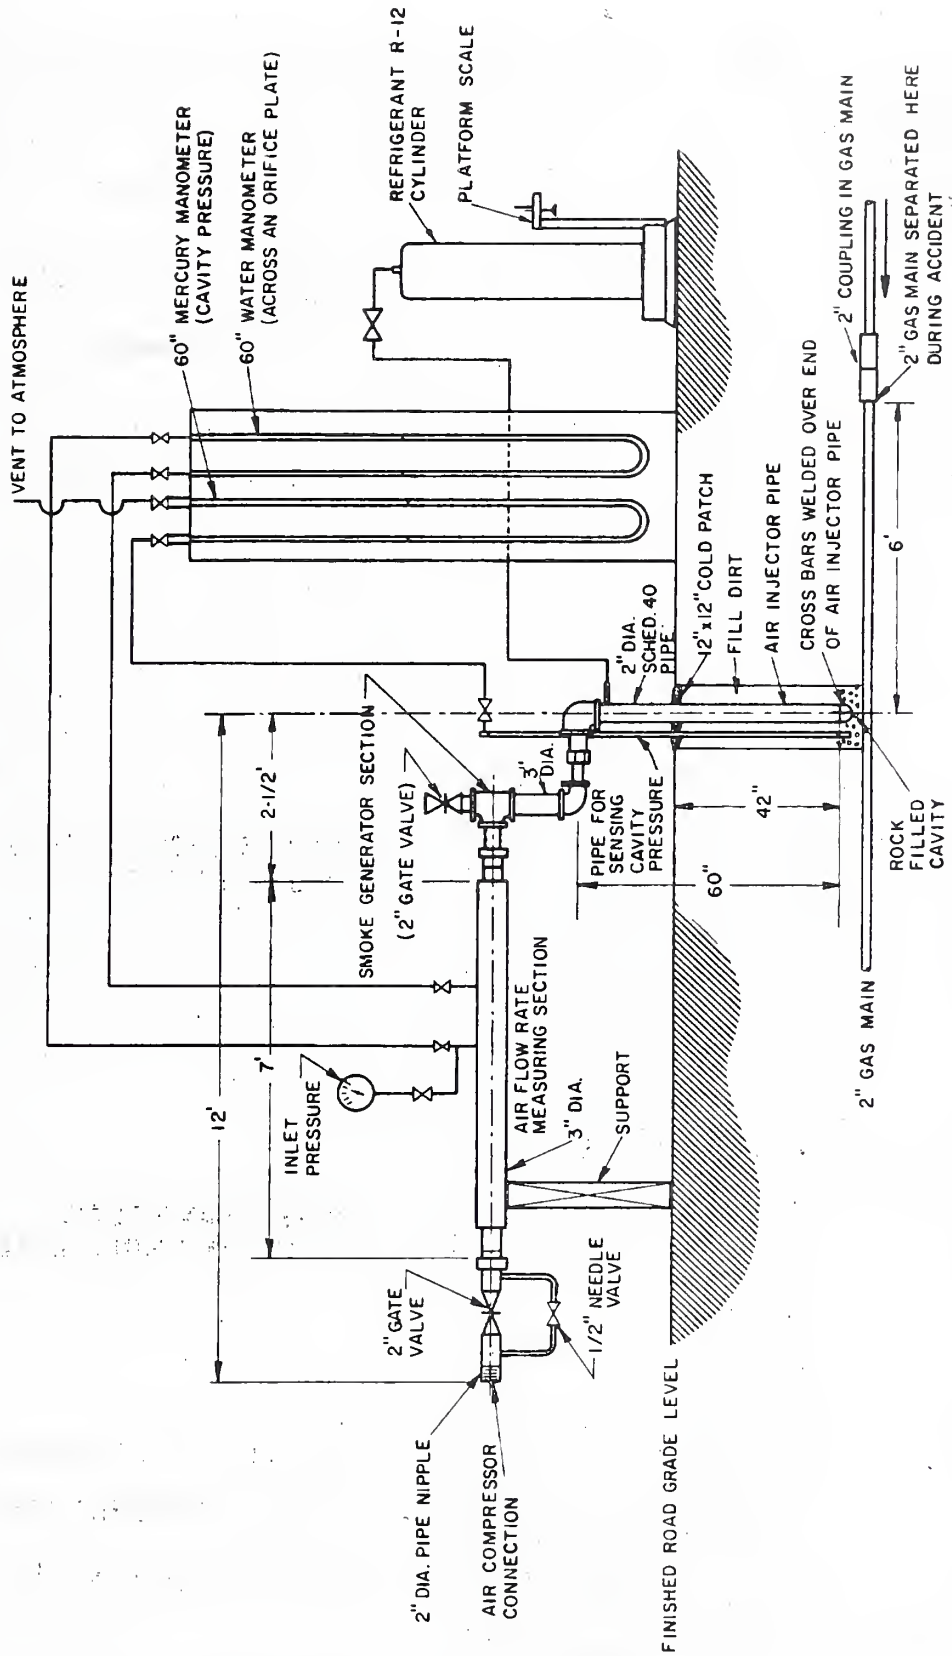 VENT TO ATMOSPHERE
60" MERCURY MANOMETER
(CAVITY PRESSURE)
60" WATER MANOMETER
(ACROSS AN ORIFICE PLATE)
REFRIGERANT R-12
CYLINDER
PLATFORM SCALE
12'
7'
2-1/2'
INLET
PRESSURE
SMOKE GENERATOR SECTION
(2" GATE VALVE)
2" DIA. PIPE NIPPLE
AIR COMPRESSOR
CONNECTION
2" GATE
VALVE
1/2" NEEDLE
VALVE
AIR FLOW RATE
MEASURING SECTION
3" DIA.
SUPPORT
3"
DIA.
PIPE FOR
SENSING
CAVITY
PRESSURE
60"
42"
2" DIA.
SCHED. 40
PIPE
12"x12" COLD PATCH
FILL DIRT
AIR INJECTOR PIPE
CROSS BARS WELDED OVER END
OF AIR INJECTOR PIPE
6'
2" COUPLING IN GAS MAIN
2" GAS MAIN SEPARATED HERE
DURING ACCIDENT
FINISHED ROAD GRADE LEVEL
2" GAS MAIN
ROCK
FILLED
CAVITY